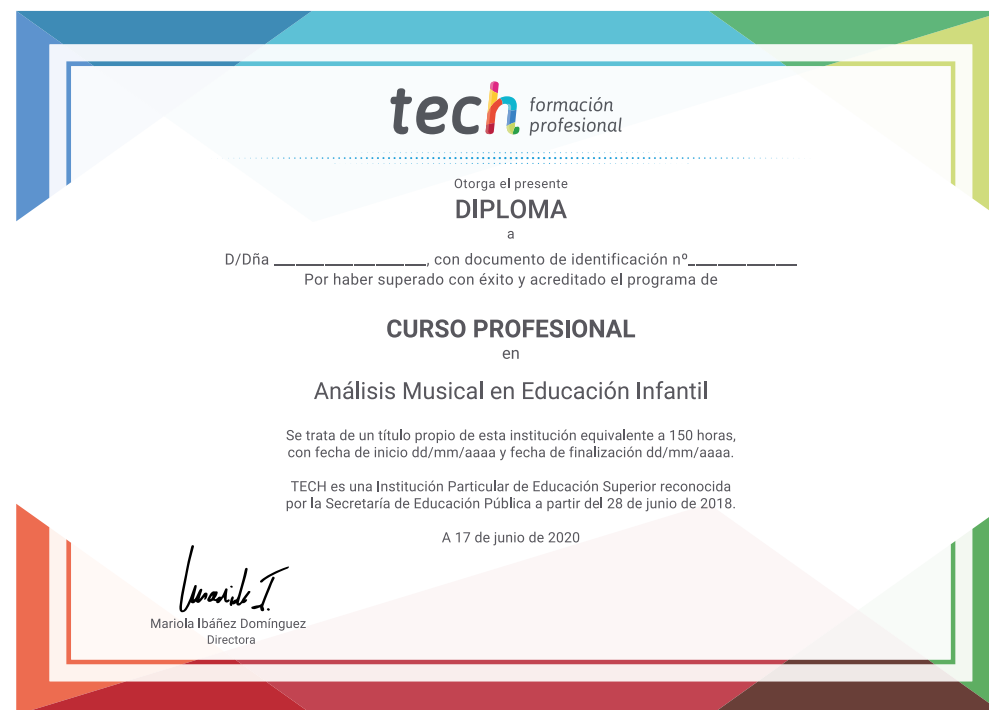 tech formación
profesional
Otorga el presente
DIPLOMA
a
D/Dña ____________________, con documento de identificación nº______________
Por haber superado con éxito y acreditado el programa de
CURSO PROFESIONAL
en
Análisis Musical en Educación Infantil
Se trata de un título propio de esta institución equivalente a 150 horas,
con fecha de inicio dd/mm/aaaa y fecha de finalización dd/mm/aaaa.
TECH es una Institución Particular de Educación Superior reconocida
por la Secretaría de Educación Pública a partir del 28 de junio de 2018.
A 17 de junio de 2020
Mariola I.
Mariola Ibáñez Domínguez
Directora